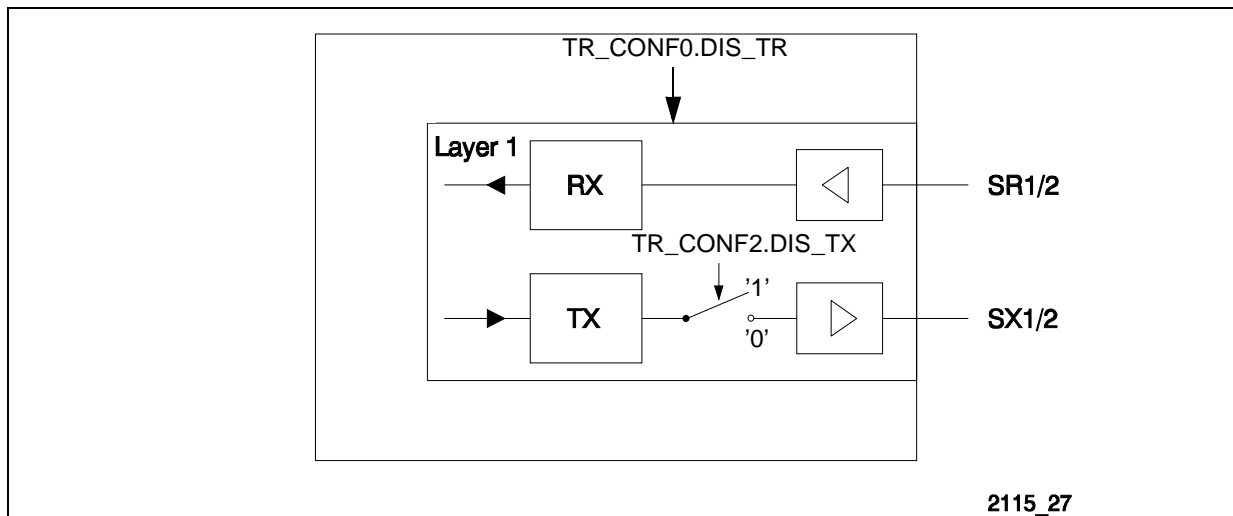 TR_CONF0.DIS_TR
Layer 1
RX
SR1/2
TR_CONF2.DIS_TX
TX
’1’
’0’
SX1/2
2115_27